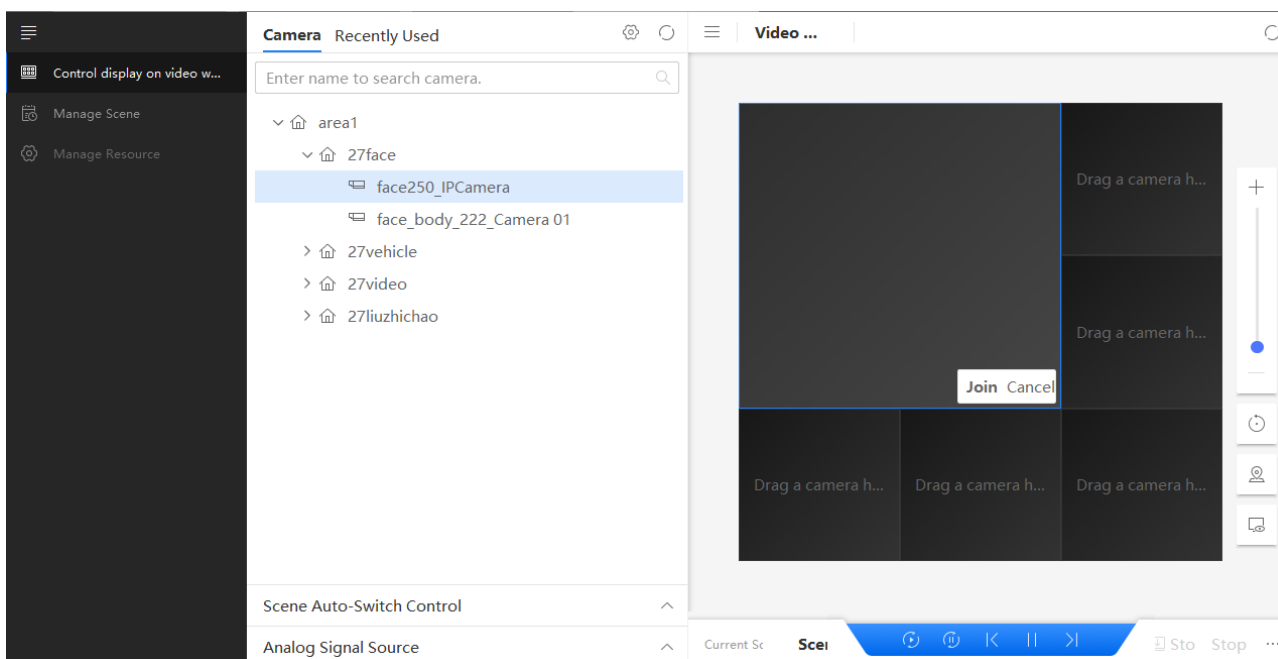 Control display on video w...
Manage Scene
Manage Resource
Camera Recently Used
Enter name to search camera.
area1
27face
face250_IPCamera
face_body_222_Camera 01
27vehicle
27video
27liuzhichao
Scene Auto-Switch Control
Analog Signal Source
Video ...
Drag a camera h...
Drag a camera h...
Join Cancel
Drag a camera h... Drag a camera h... Drag a camera h...
Current Sc Scei Sto Stop ...